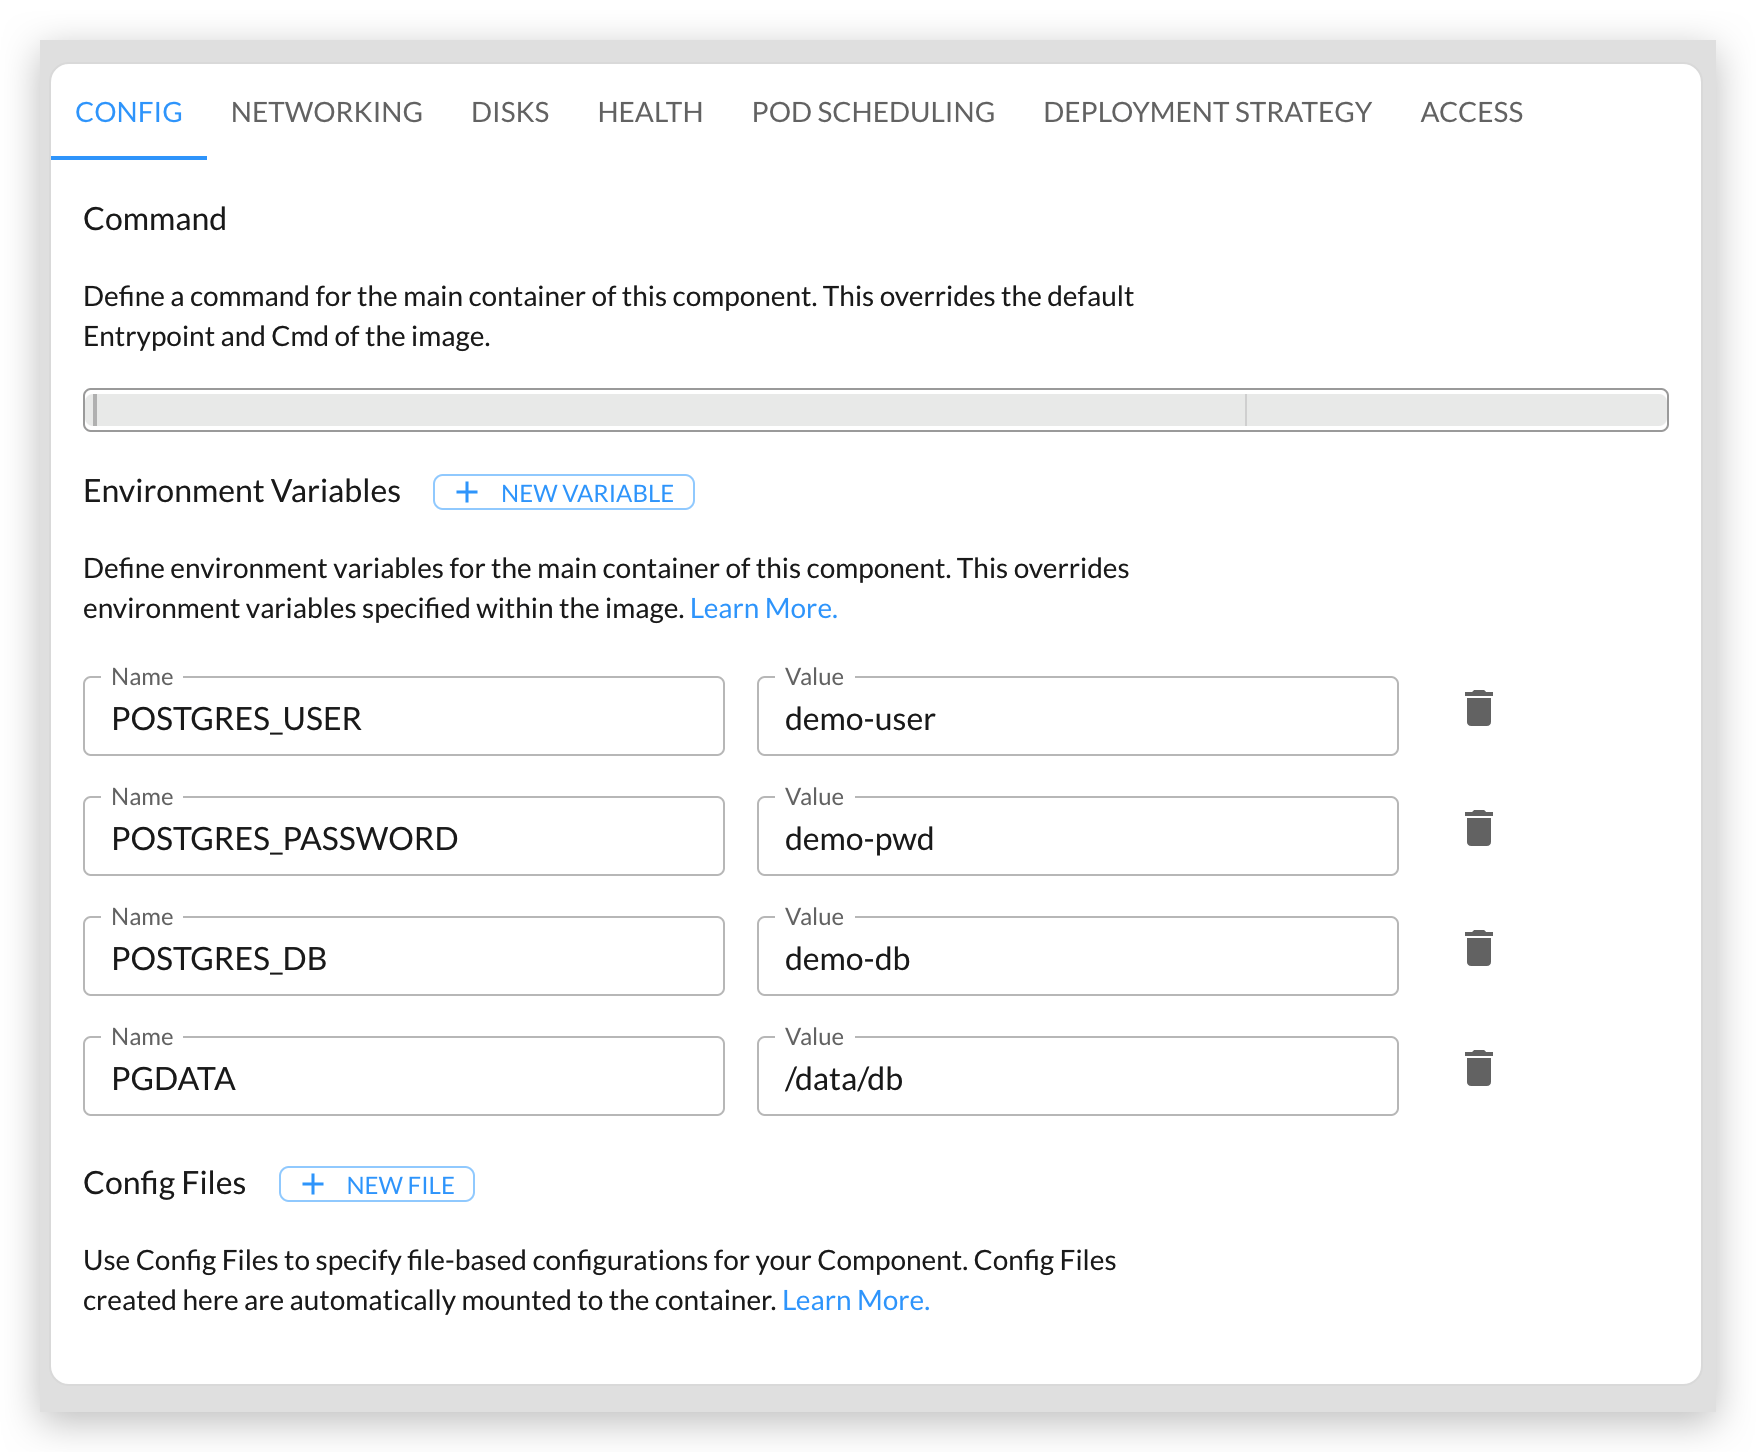 CONFIG NETWORKING DISKS HEALTH POD SCHEDULING DEPLOYMENT STRATEGY ACCESS
Command
Define a command for the main container of this component. This overrides the default
Entrypoint and Cmd of the image.
Environment Variables + NEW VARIABLE
Define environment variables for the main container of this component. This overrides
environment variables specified within the image. Learn More.
Name Value
POSTGRES_USER demo-user
Name Value
POSTGRES_PASSWORD demo-pwd
Name Value
POSTGRES_DB demo-db
Name Value
PGDATA /data/db
Config Files + NEW FILE
Use Config Files to specify file-based configurations for your Component. Config Files
created here are automatically mounted to the container. Learn More.